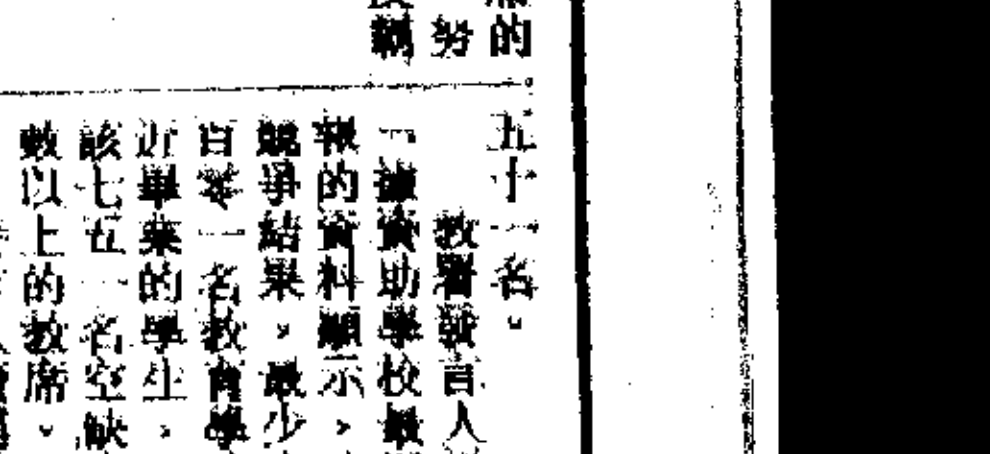 的
努
五十一名。
教署發言人
「據資助學校最
報的資料顯示，
競爭結果，最少
百零一名教育學
近畢業的學生，
該七五一名空缺
數以上的教席。